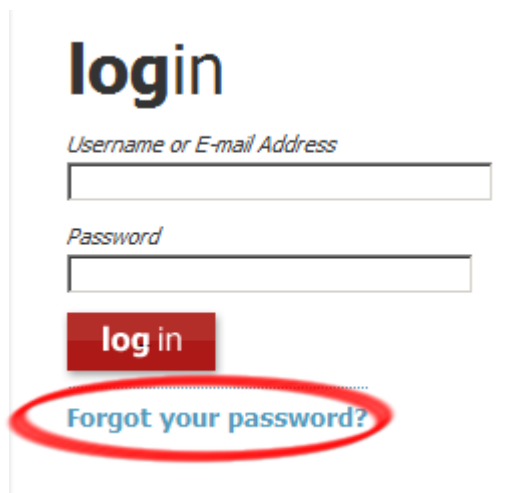 login
Username or E-mail Address
Password
log in
Forgot your password?